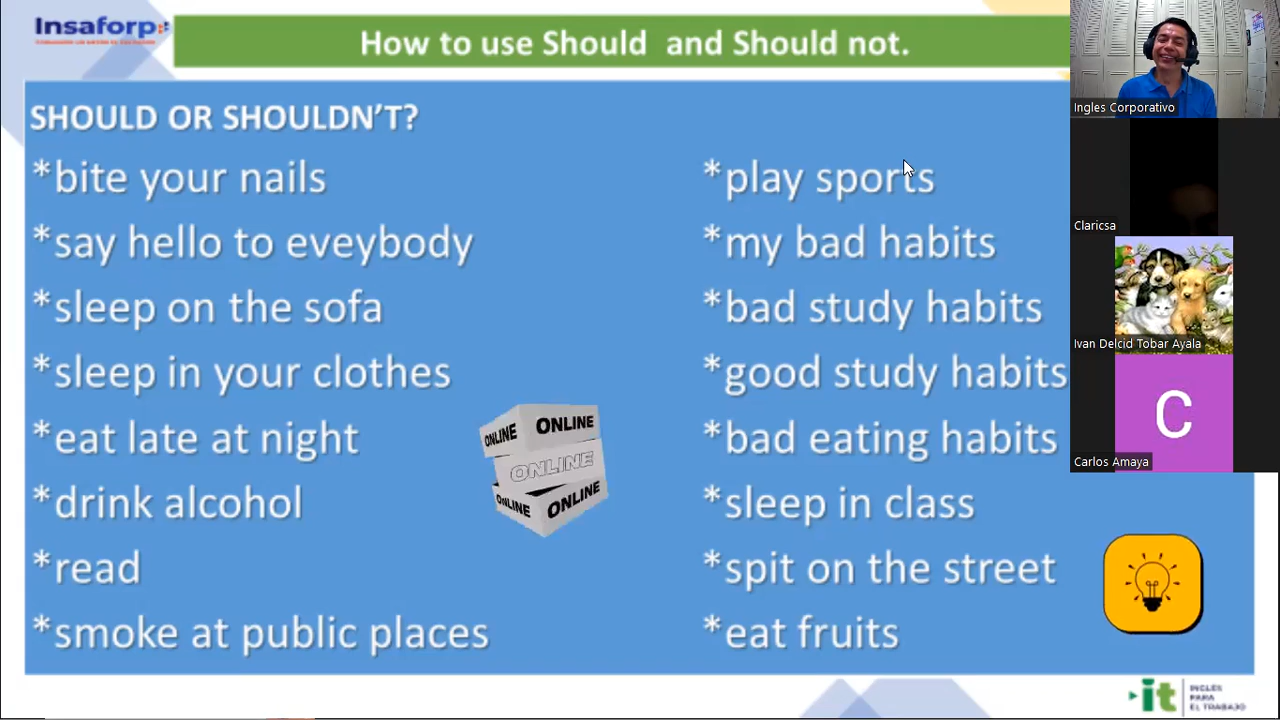 Insaforp
How to use Should and Should not.
SHOULD OR SHOULDN'T?
*bite your nails
*say hello to eveybody
*sleep on the sofa
*sleep in your clothes
*eat late at night
*drink alcohol
*read
*smoke at public places
*play sports
*my bad habits
*bad study habits
*good study habits
*bad eating habits
*sleep in class
*spit on the street
*eat fruits
ONLINE ONLINE
ONLINE
ONLINE ONLINE
Ingles Corporativo
Claricsa
Ivan Delcid Tobar Ayala
C
Carlos Amaya
it
INGLÉS
PARA
EL TRABAJO